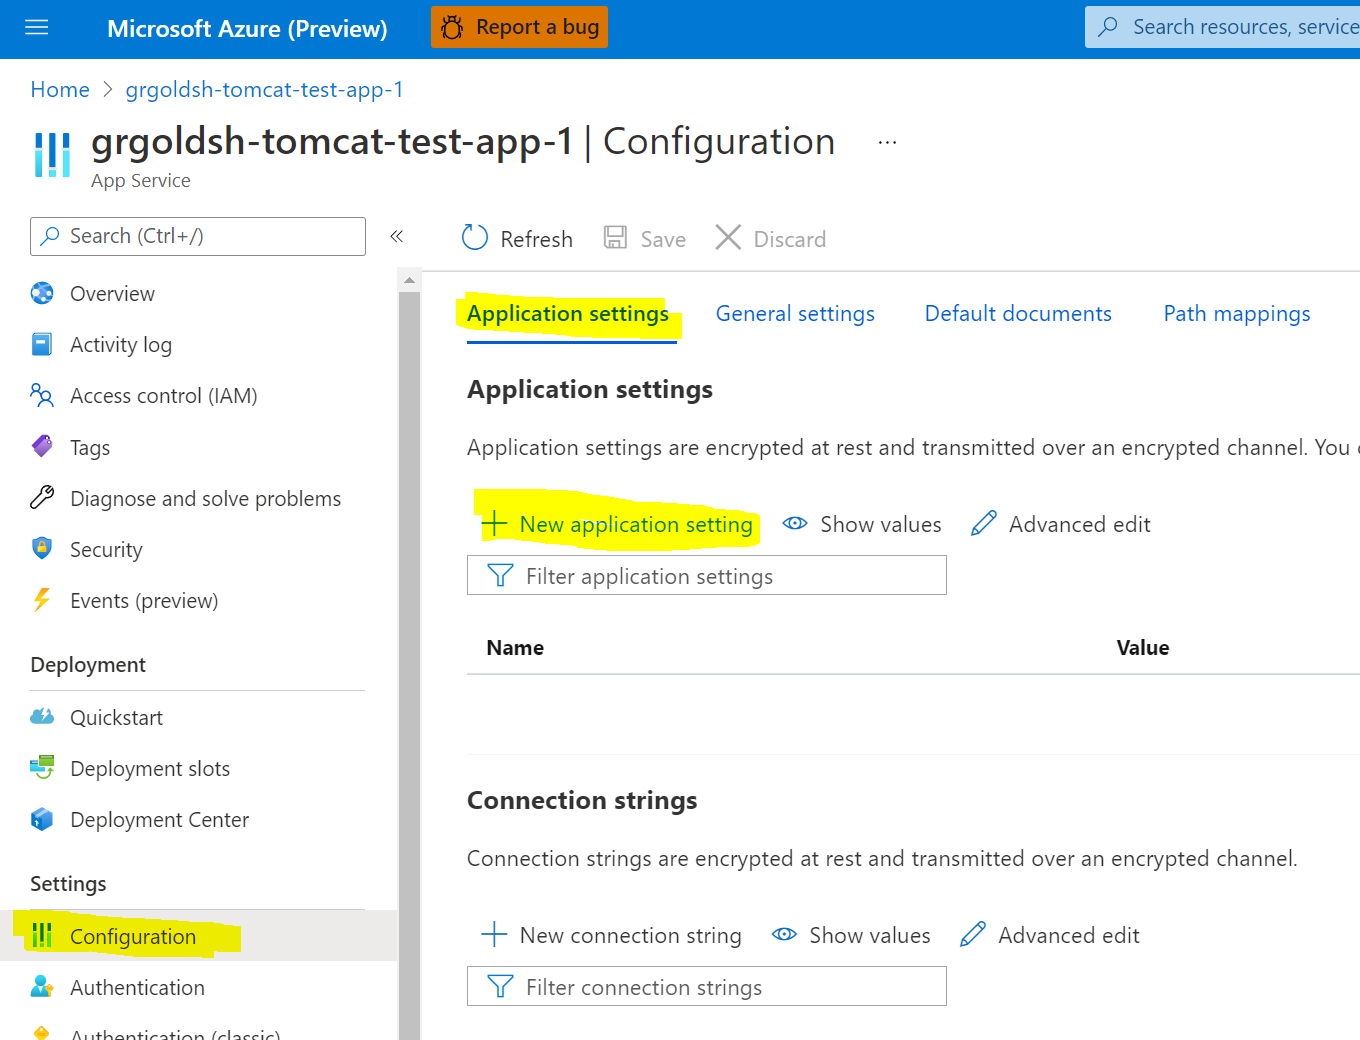 Microsoft Azure (Preview)
Report a bug
Search resources, service
Home > grgoldsh-tomcat-test-app-1
grgoldsh-tomcat-test-app-1 | Configuration ...
App Service
Search (Ctrl+/)
«
Refresh
Save
Discard
Overview
Activity log
Access control (IAM)
Tags
Diagnose and solve problems
Security
Events (preview)
Deployment
Quickstart
Deployment slots
Deployment Center
Settings
Configuration
Authentication
Authentication (classic)
Application settings
General settings
Default documents
Path mappings
Application settings
Application settings are encrypted at rest and transmitted over an encrypted channel. You
New application setting
Show values
Advanced edit
Filter application settings
Name
Value
Connection strings
Connection strings are encrypted at rest and transmitted over an encrypted channel.
New connection string
Show values
Advanced edit
Filter connection strings